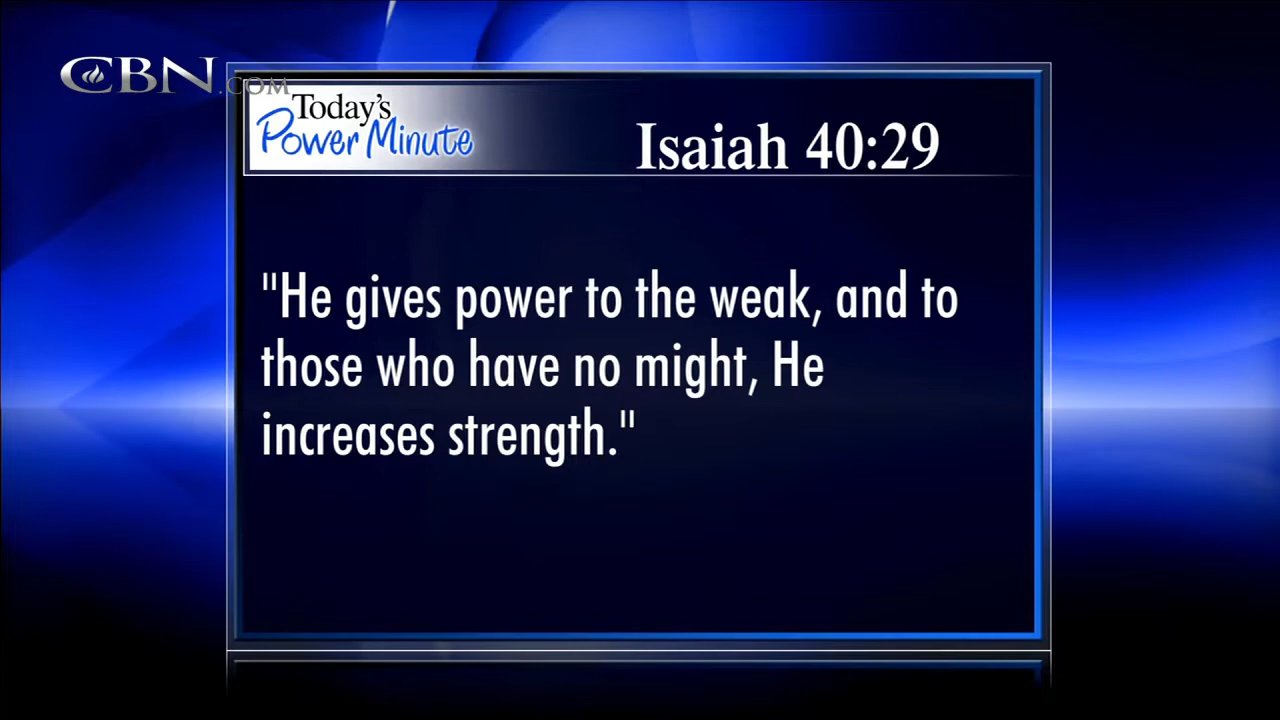 CBN.COM
Today's
Power Minute
Isaiah 40:29
"He gives power to the weak, and to
those who have no might, He
increases strength."